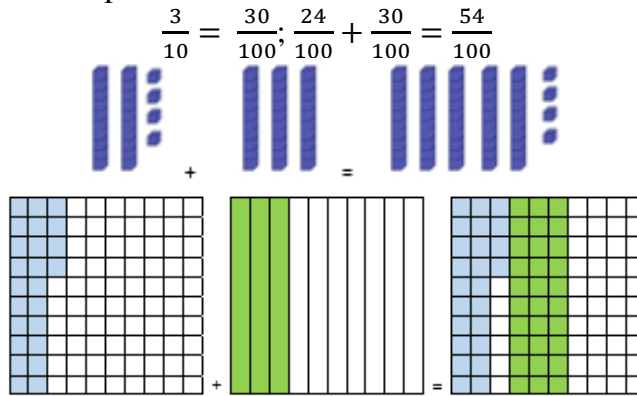 3/10 = 30/100; 24/100 + 30/100 = 54/100
+ =
+ =